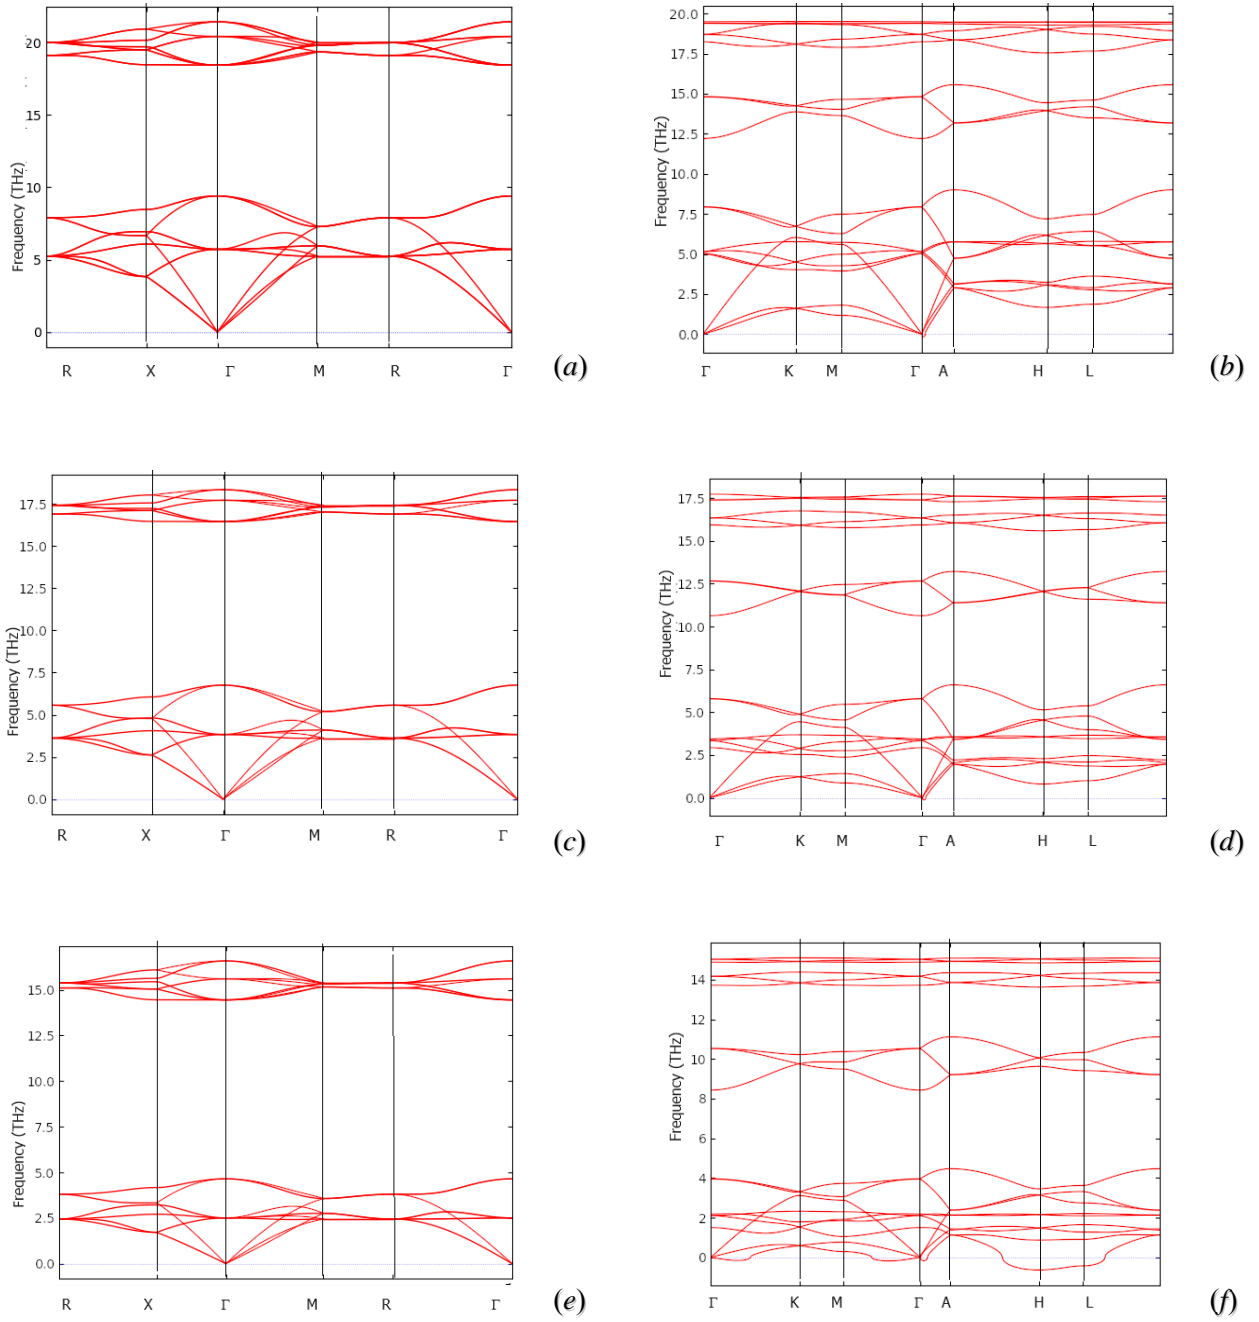 20
15
10
5
0
Frequency (THz)
R X Γ M R Γ
(a)
20.0
17.5
15.0
12.5
10.0
7.5
5.0
2.5
0.0
Frequency (THz)
Γ K M Γ A H L
(b)
17.5
15.0
12.5
10.0
7.5
5.0
2.5
0.0
Frequency (THz)
R X Γ M R Γ
(c)
17.5
15.0
12.5
10.0
7.5
5.0
2.5
0.0
Frequency (THz)
Γ K M Γ A H L
(d)
15.0
12.5
10.0
7.5
5.0
2.5
0.0
Frequency (THz)
R X Γ M R Γ
(e)
14
12
10
8
6
4
2
0
Frequency (THz)
Γ K M Γ A H L
(f)